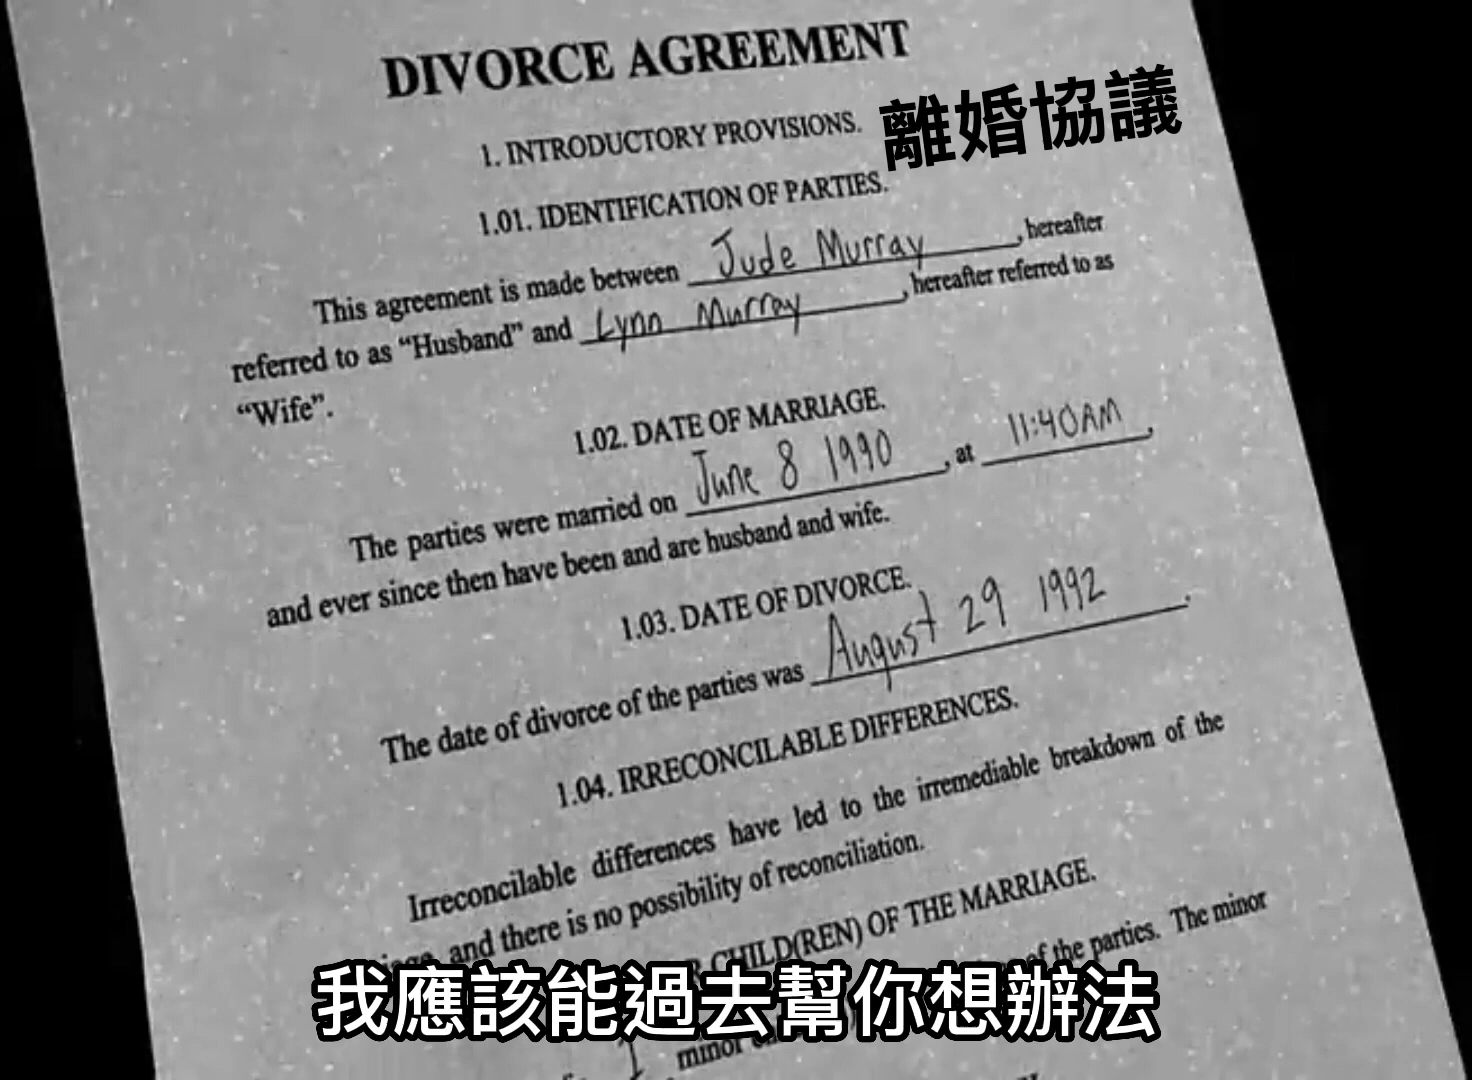 DIVORCE AGREEMENT
離婚協議
1. INTRODUCTORY PROVISIONS.
1.01. IDENTIFICATION OF PARTIES.
This agreement is made between Jude Murray, hereafter
referred to as “Husband” and Lynn Murray, hereafter referred to as
“Wife”.
1.02. DATE OF MARRIAGE.
The parties were married on June 8 1990, at 11:40AM,
and ever since then have been and are husband and wife.
1.03. DATE OF DIVORCE.
The date of divorce of the parties was August 29 1992.
1.04. IRRECONCILABLE DIFFERENCES.
Irreconcilable differences have led to the irremediable breakdown of the
and there is no possibility of reconciliation.
CHILD(REN) OF THE MARRIAGE.
of the parties. The minor
我應該能過去幫你想辦法
1 minor